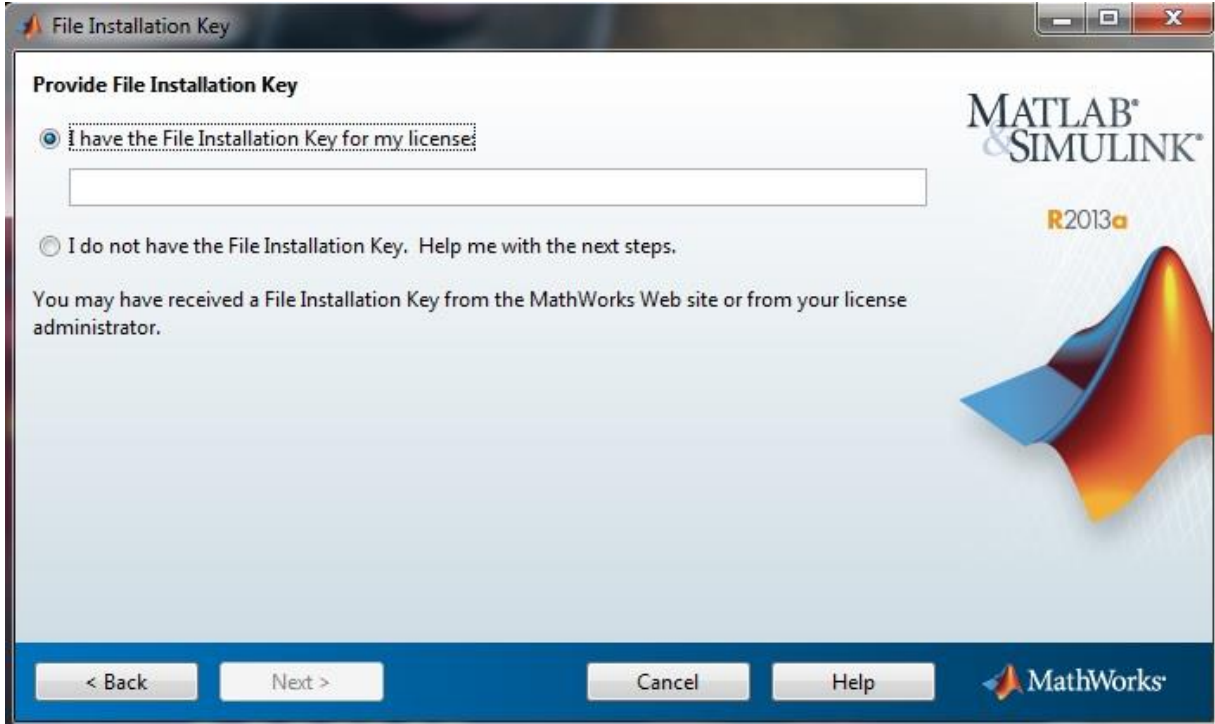 File Installation Key
Provide File Installation Key
I have the File Installation Key for my license:
I do not have the File Installation Key. Help me with the next steps.
You may have received a File Installation Key from the MathWorks Web site or from your license
administrator.
MATLAB®
&SIMULINK®
R2013a
< Back
Next >
Cancel
Help
MathWorks®